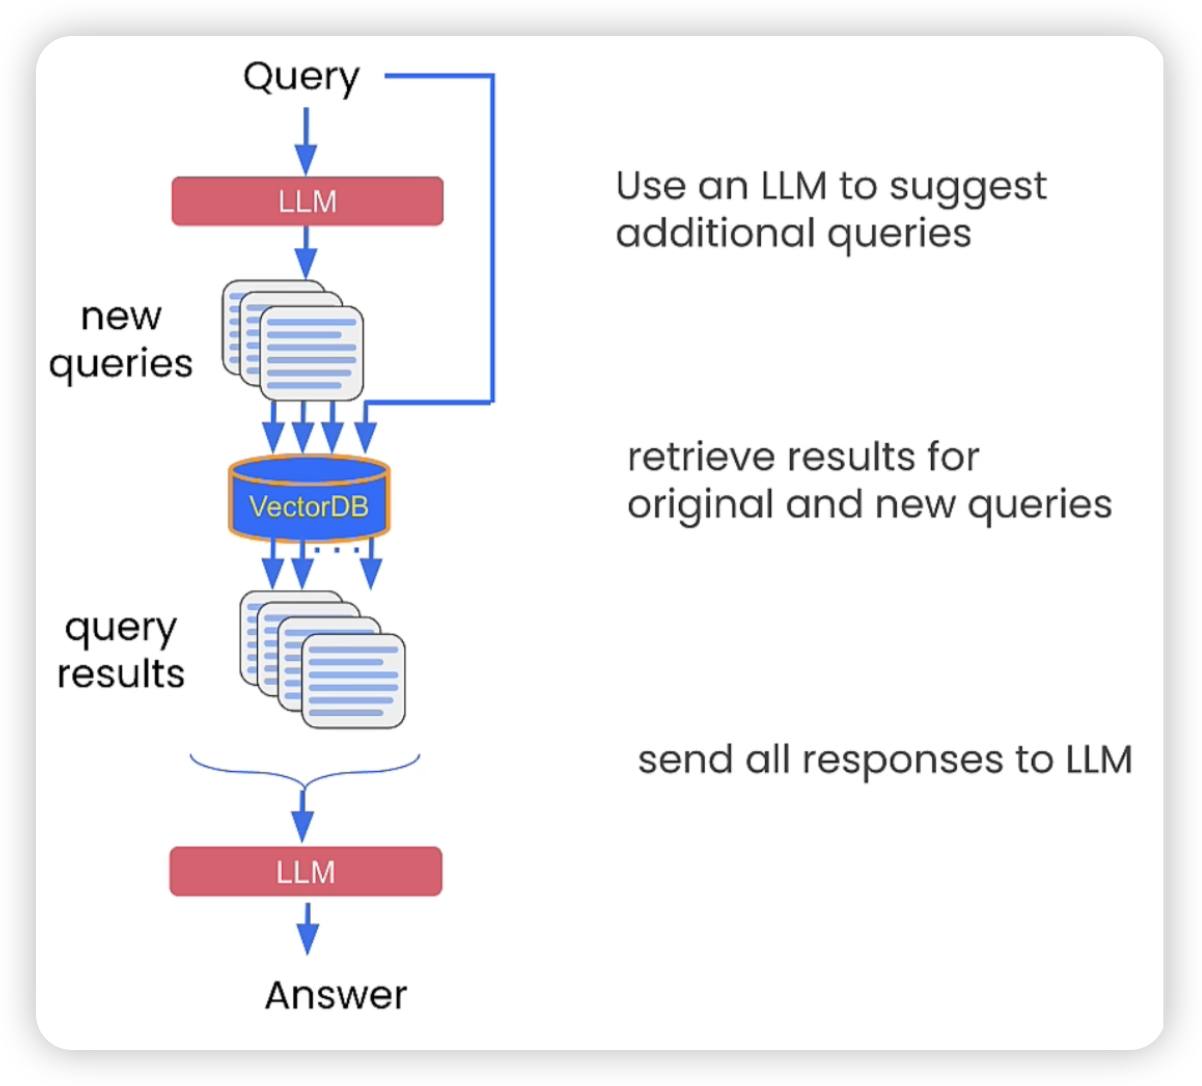 Query
LLM
Use an LLM to suggest
additional queries
new
queries
VectorDB
retrieve results for
original and new queries
query
results
send all responses to LLM
LLM
Answer